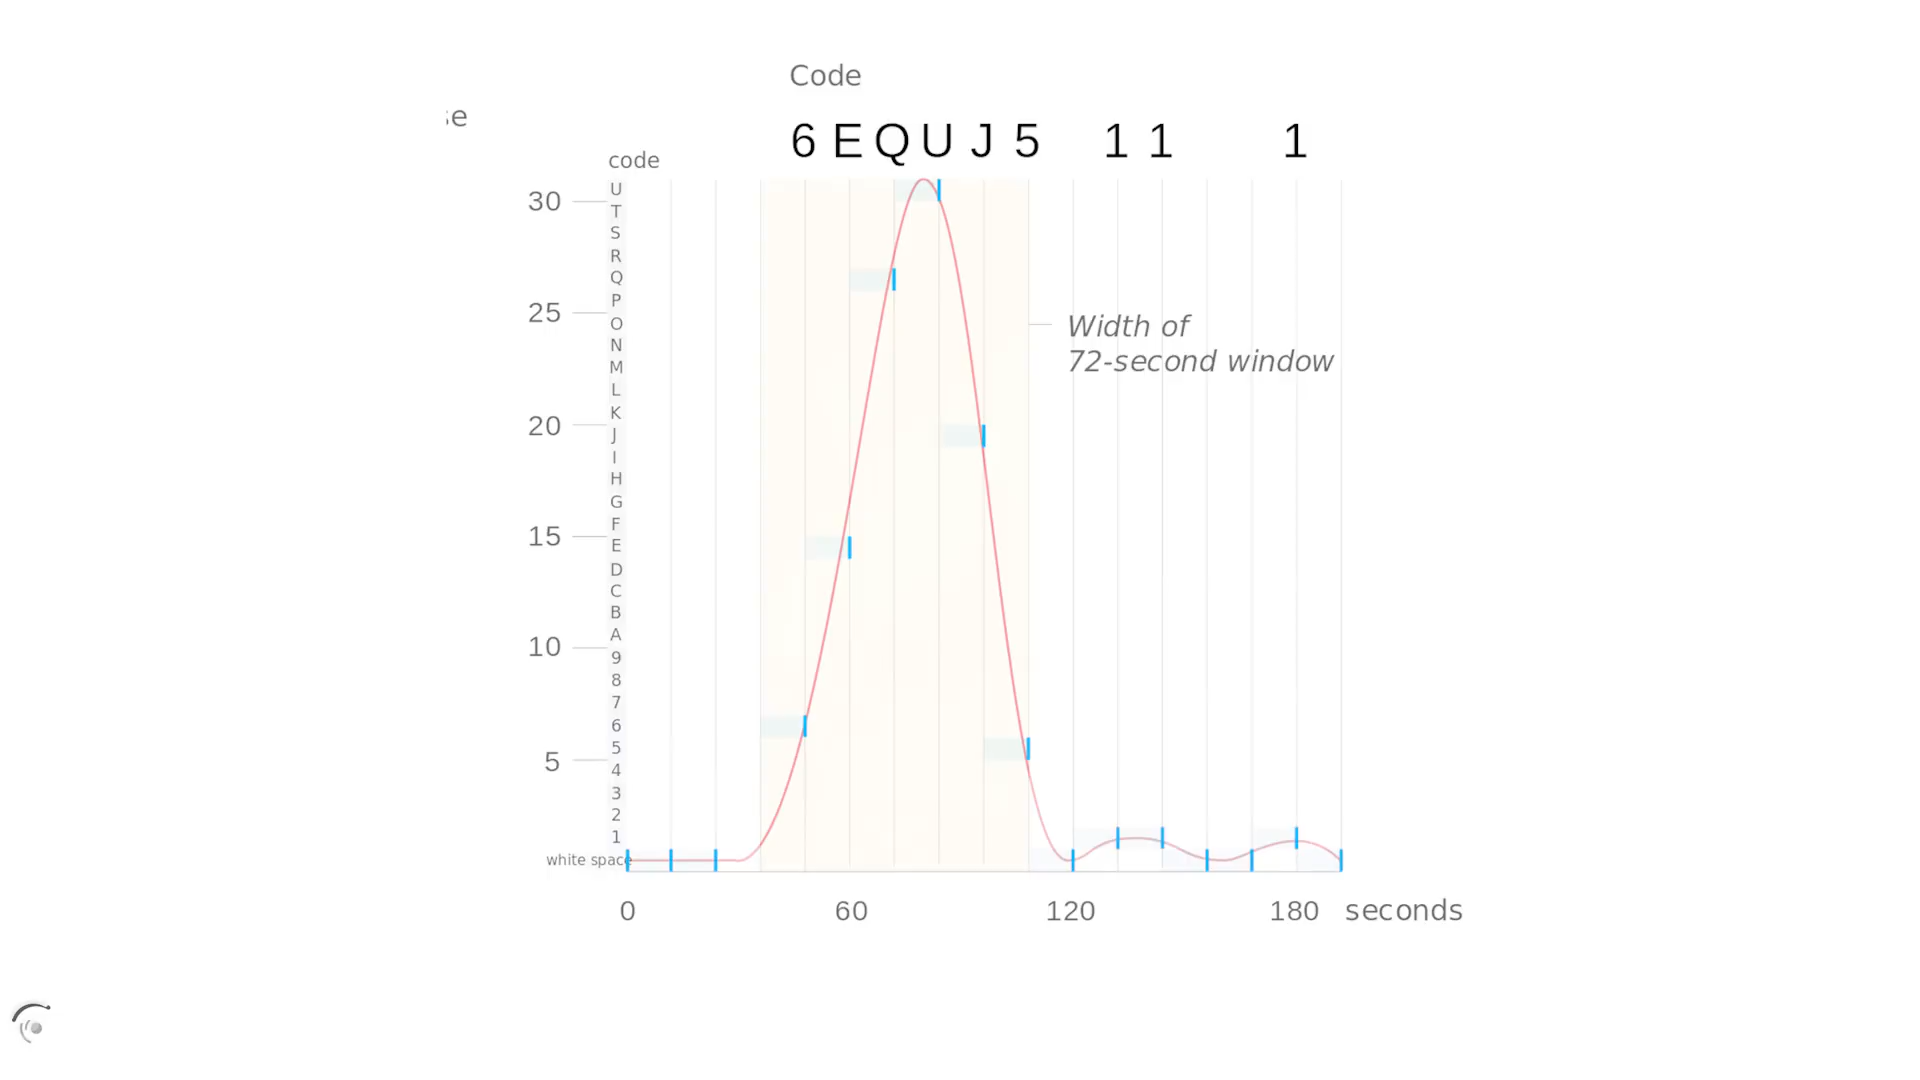 Code
6 E Q U J 5 1 1 1
code
30
25
20
15
10
5
U
T
S
R
Q
P
O
N
M
L
K
J
I
H
G
F
E
D
C
B
A
9
8
7
6
5
4
3
2
1
white space
Width of
72-second window
0 60 120 180 seconds